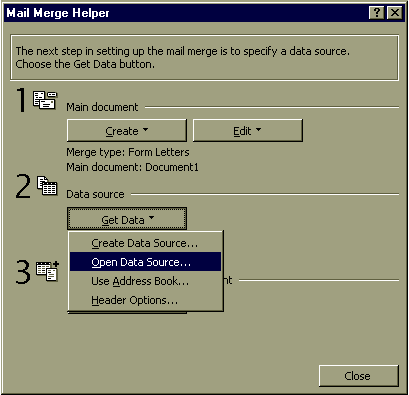 Mail Merge Helper
The next step in setting up the mail merge is to specify a data source.
Choose the Get Data button.
1
Main document
Create
Edit
Merge type: Form Letters
Main document: Document1
2
Data source
Get Data
Create Data Source...
Open Data Source...
Use Address Book...
Header Options...
3
nt
Close